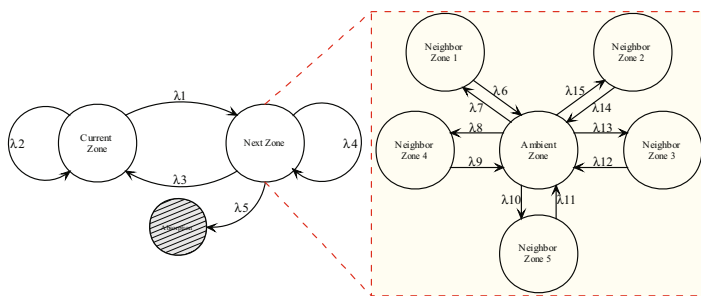 Neighbor
Zone 1
Neighbor
Zone 2
λ6
λ15
λ7
λ14
λ1
λ2
Current
Zone
Next Zone
λ4
λ3
λ5
Neighbor
Zone 4
λ8
λ9
Ambient
Zone
λ13
λ12
Neighbor
Zone 3
λ10
λ11
Neighbor
Zone 5